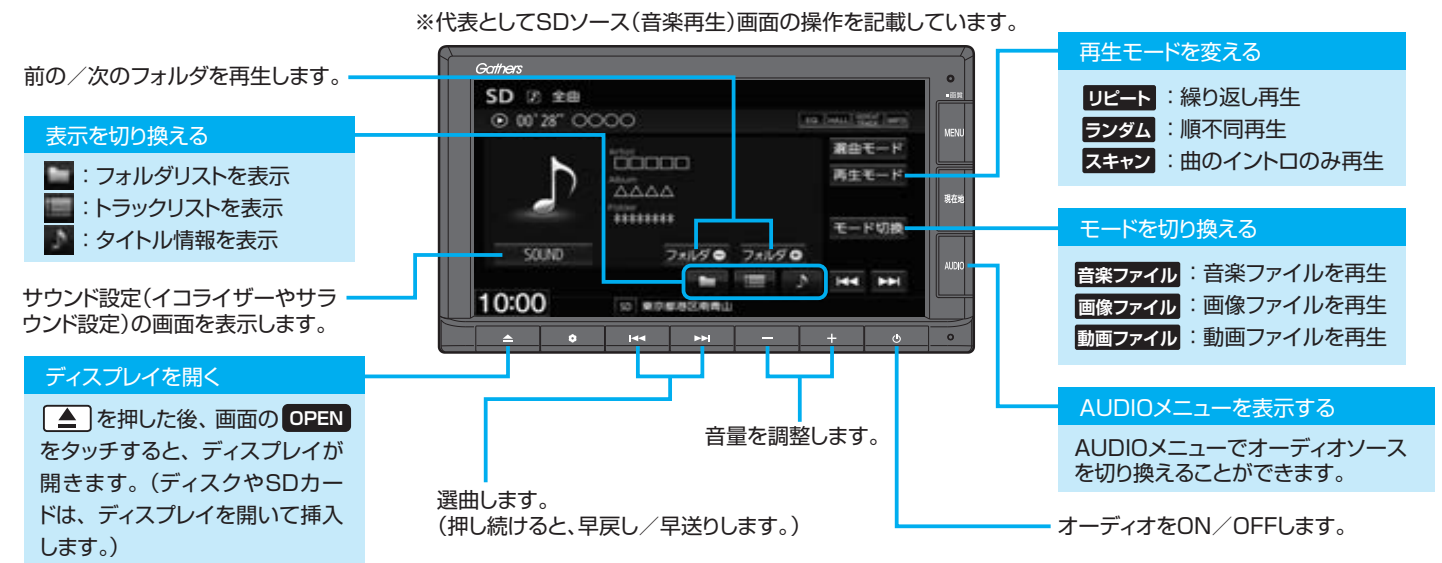 ※代表としてSDソース(音楽再生)画面の操作を記載しています。
前の／次のフォルダを再生します。
表示を切り換える
：フォルダリストを表示
：トラックリストを表示
：タイトル情報を表示
サウンド設定(イコライザーやサラ
ウンド設定)の画面を表示します。
ディスプレイを開く
を押した後、画面の OPEN
をタッチすると、ディスプレイが
開きます。(ディスクやSDカー
ドは、ディスプレイを開いて挿入
します。)
Gathers
SD 全曲
00'28" ○○○○
Artist
□□□□□
Album
△△△△
Folder
********
選曲モード
再生モード
モード切換
SOUND
フォルダ－ フォルダ＋
10:00
SD 東京都港区南青山
■画質
MENU
現在地
AUDIO
選曲します。
(押し続けると、早戻し／早送りします。)
音量を調整します。
再生モードを変える
リピート：繰り返し再生
ランダム：順不同再生
スキャン：曲のイントロのみ再生
モードを切り換える
音楽ファイル：音楽ファイルを再生
画像ファイル：画像ファイルを再生
動画ファイル：動画ファイルを再生
AUDIOメニューを表示する
AUDIOメニューでオーディオソース
を切り換えることができます。
オーディオをON／OFFします。